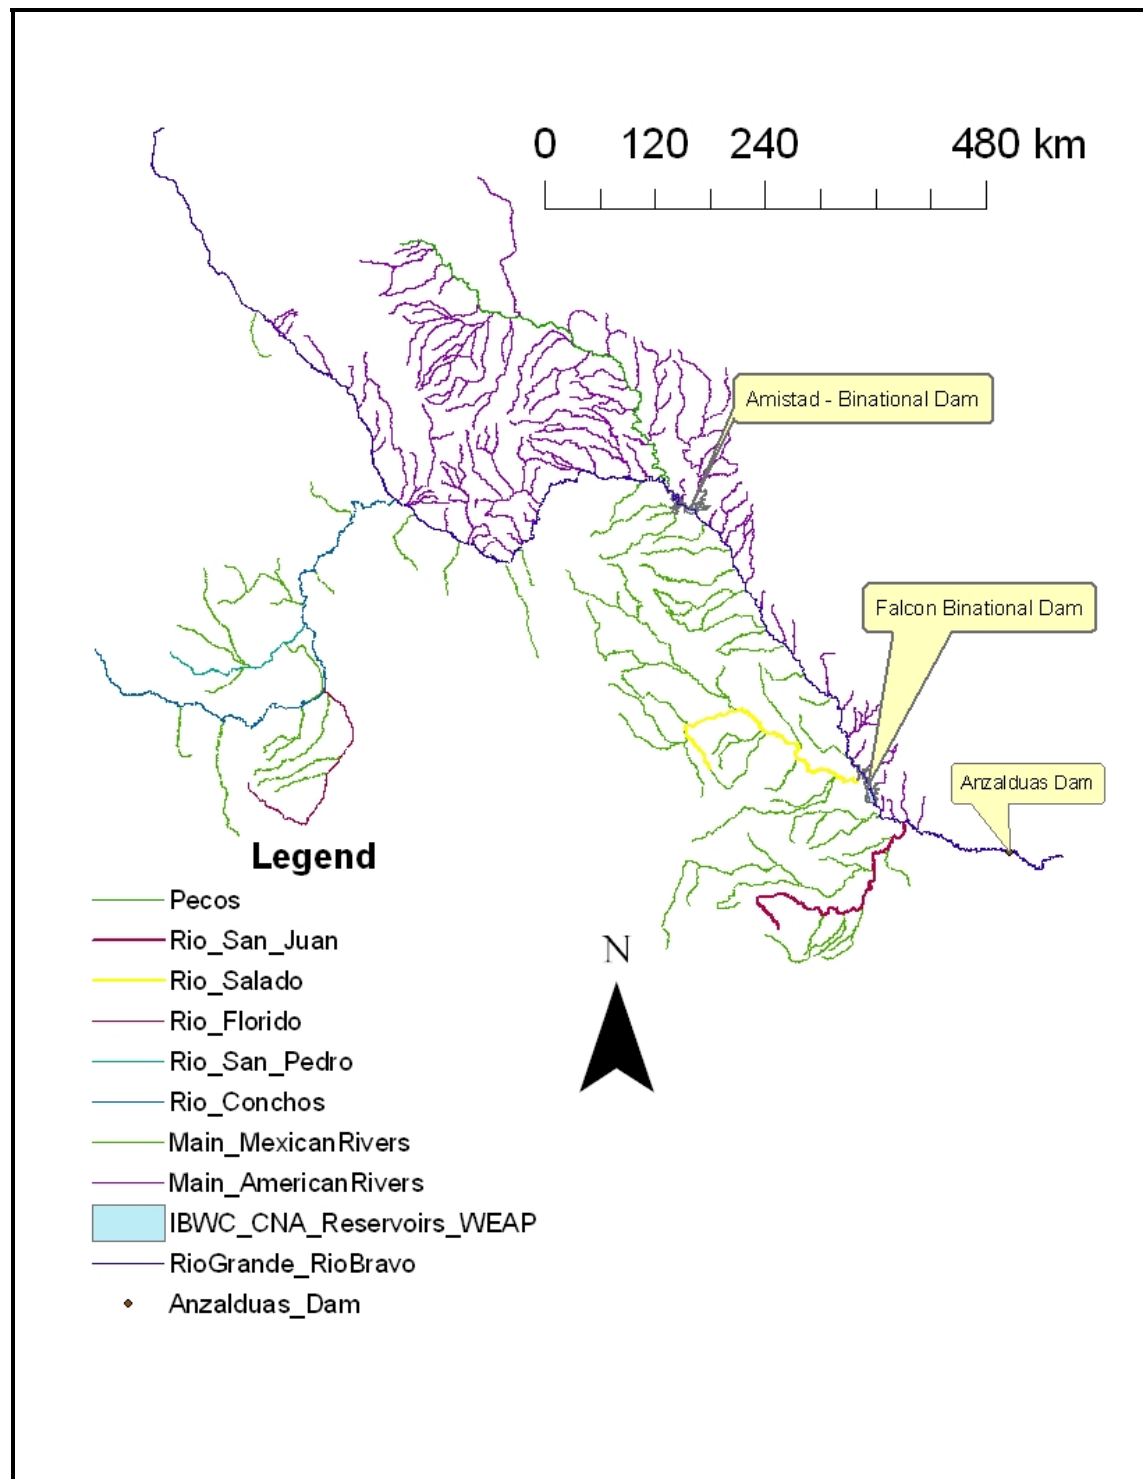 0 120 240 480 km
Amistad - Binational Dam
Falcon Binational Dam
Anzalduas Dam
Legend
Pecos
Rio_San_Juan
Rio_Salado
Rio_Florido
Rio_San_Pedro
Rio_Conchos
Main_MexicanRivers
Main_AmericanRivers
IBWC_CNA_Reservoirs_WEAP
RioGrande_RioBravo
Anzalduas_Dam
N